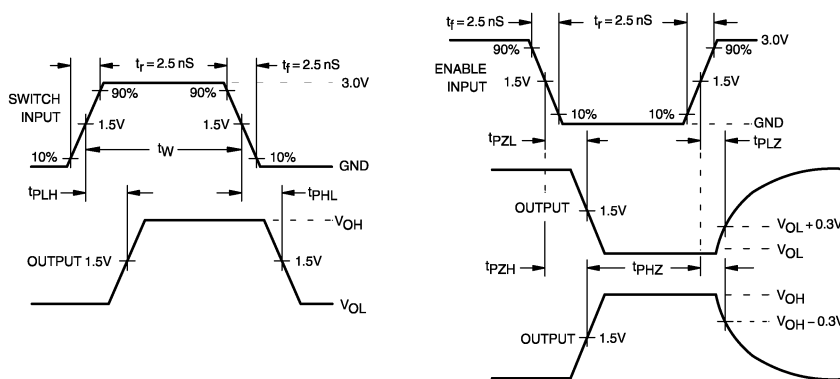 tr = 2.5 nS
tf = 2.5 nS
3.0V
90%
90%
SWITCH
INPUT
1.5V
1.5V
tW
10%
10%
GND
tPLH
tPHL
VOH
OUTPUT 1.5V
1.5V
VOL
tf = 2.5 nS
tr = 2.5 nS
3.0V
90%
90%
ENABLE
INPUT
1.5V
1.5V
10%
10%
GND
tPZL
tPLZ
OUTPUT
1.5V
VOL + 0.3V
VOL
tPZH
tPHZ
VOH
VOH – 0.3V
OUTPUT
1.5V